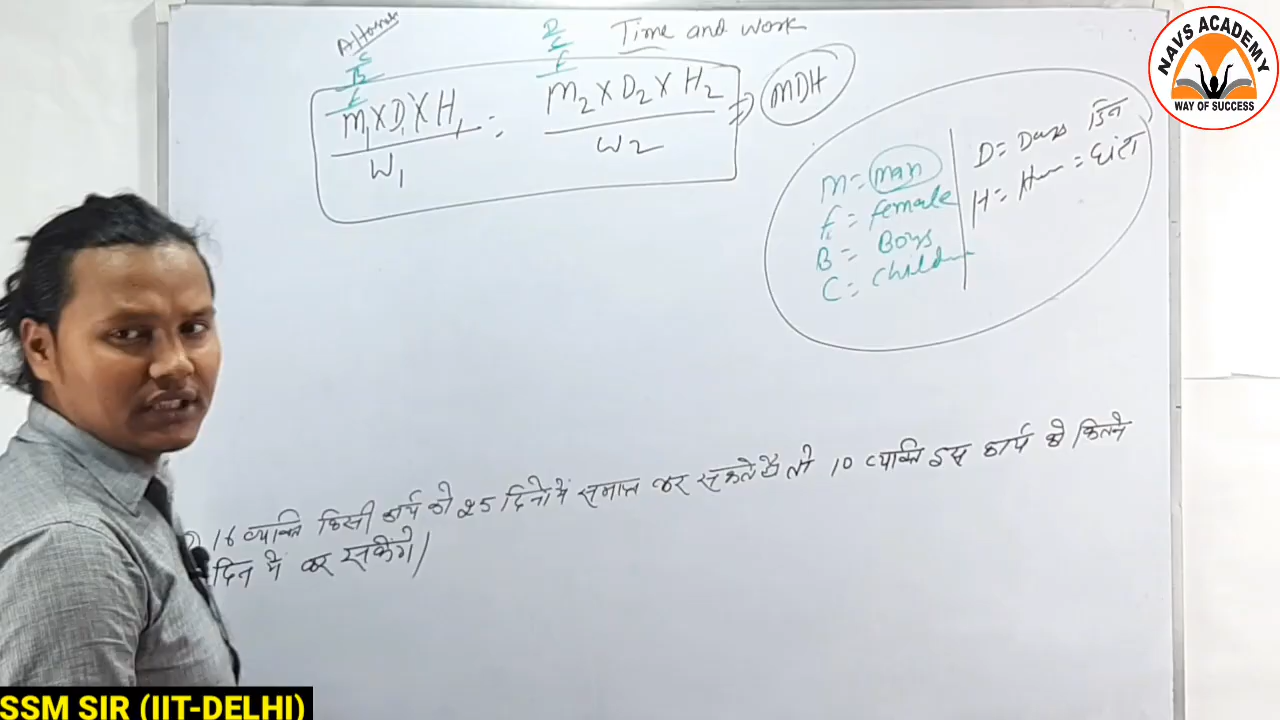 Time and work
Alternate
C
B
f
D
C
f
M1 X D1 X H1 / W1 = M2 X D2 X H2 / W2 => MDH
M = man
f = female
B = Boys
C = Children
D = Days दिन
H = Hour = घंटा
16 व्यक्ति किसी कार्य को 25 दिनो में समाप्त कर सकते है तो 10 व्यक्ति इस कार्य को कितने
दिन में कर सकेंगे।
NAVS ACADEMY
WAY OF SUCCESS
SSM SIR (IIT-DELHI)